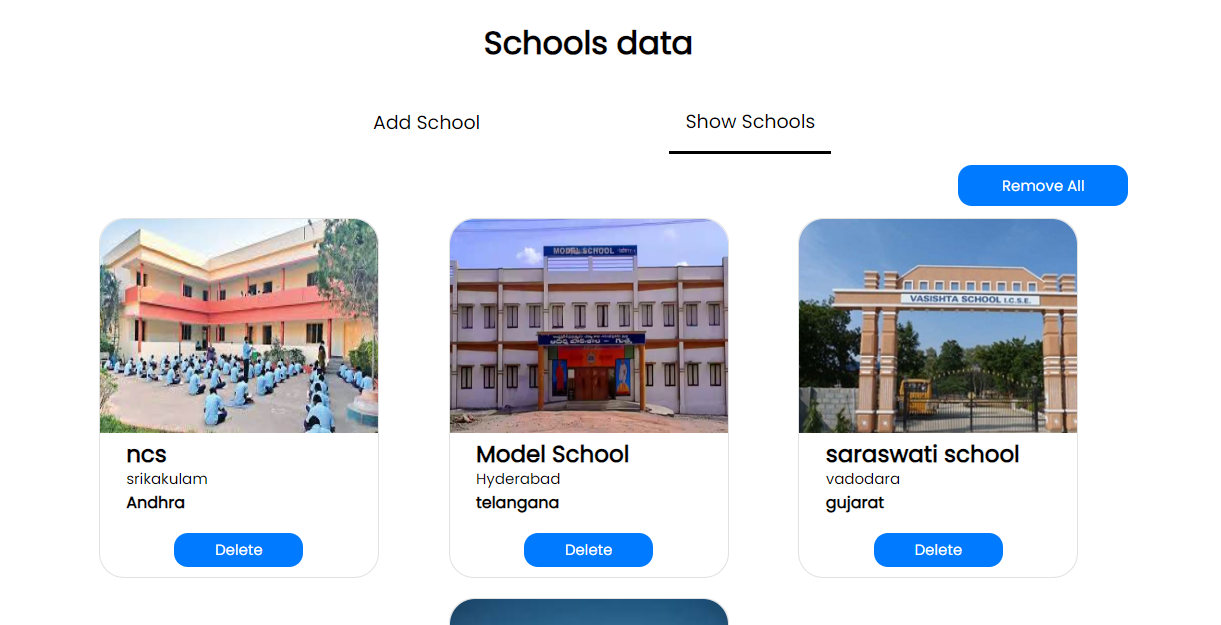 Schools data
Add School
Show Schools
Remove All
MODEL SCHOOL
VASISHTA SCHOOL I.C.S.E.
ncs
srikakulam
Andhra
Delete
Model School
Hyderabad
telangana
Delete
saraswati school
vadodara
gujarat
Delete